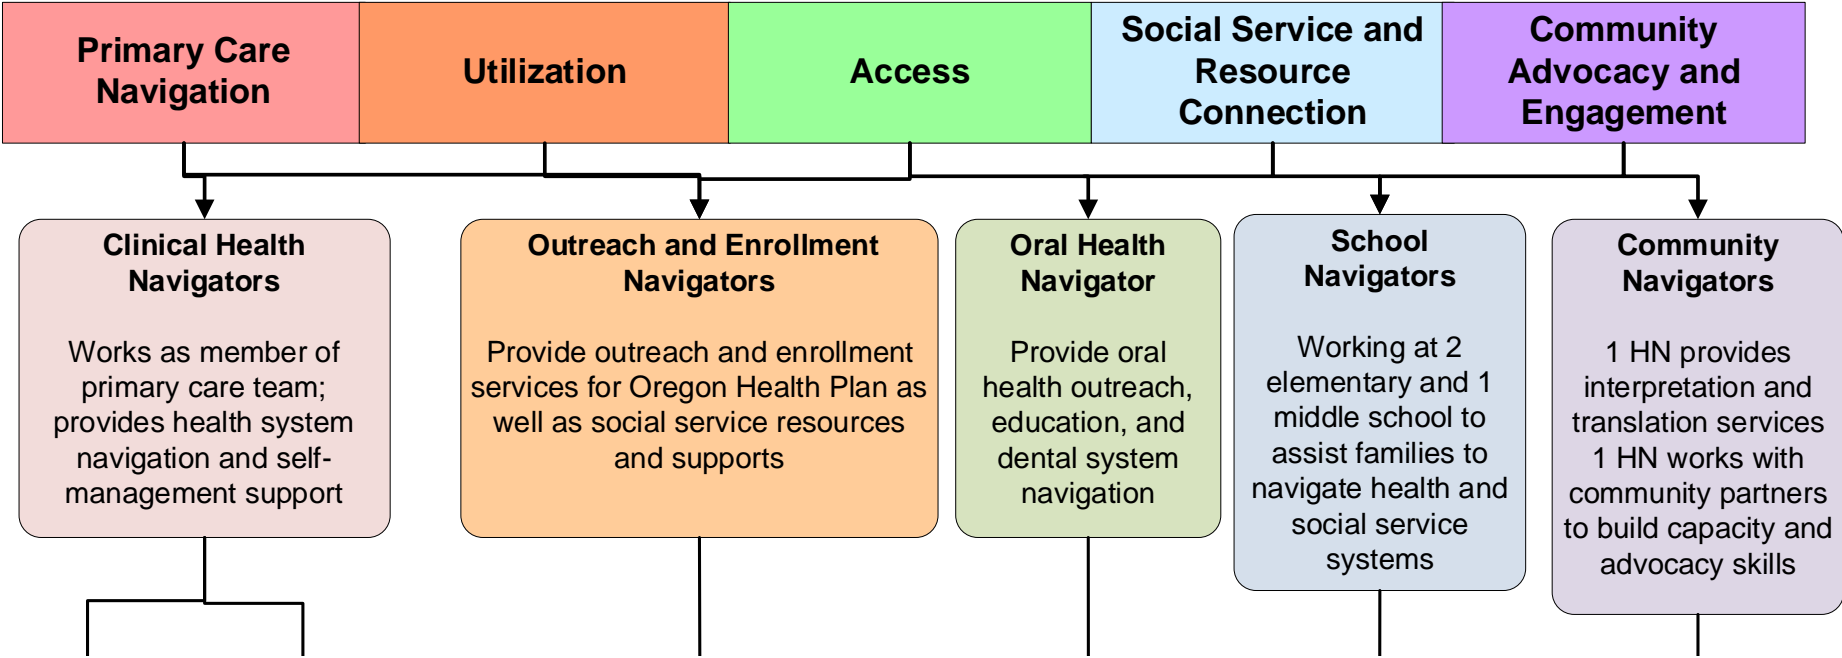 Primary Care
Navigation
Utilization
Access
Social Service and
Resource
Connection
Community
Advocacy and
Engagement
Clinical Health
Navigators
Works as member of
primary care team;
provides health system
navigation and self-
management support
Outreach and Enrollment
Navigators
Provide outreach and enrollment
services for Oregon Health Plan as
well as social service resources
and supports
Oral Health
Navigator
Provide oral
health outreach,
education, and
dental system
navigation
School
Navigators
Working at 2
elementary and 1
middle school to
assist families to
navigate health and
social service
systems
Community
Navigators
1 HN provides
interpretation and
translation services
1 HN works with
community partners
to build capacity and
advocacy skills